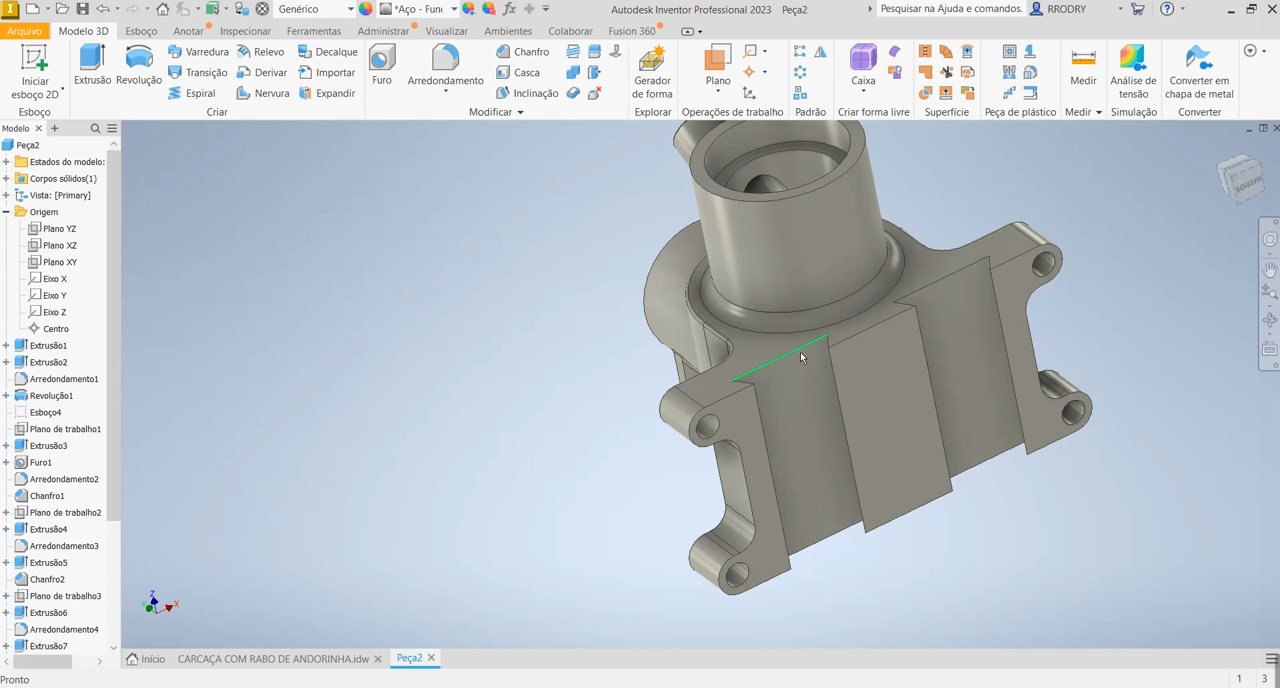 Genérico
*Aço - Func
Autodesk Inventor Professional 2023 Peça2
Pesquisar na Ajuda e comandos.
RRODRY
Arquivo
Modelo 3D
Esboço
Anotar
Inspecionar
Ferramentas
Administrar
Visualizar
Ambientes
Colaborar
Fusion 360
Iniciar
esboço 2D
Esboço
Extrusão
Revolução
Varredura
Transição
Espiral
Relevo
Derivar
Nervura
Decalque
Importar
Expandir
Criar
Furo
Arredondamento
Chanfro
Casca
Inclinação
Modificar
Gerador
de forma
Explorar
Plano
Operações de trabalho
Padrão
Caixa
Criar forma livre
Superfície
Peça de plástico
Medir
Medir
Análise de
tensão
Simulação
Converter em
chapa de metal
Converter
Modelo
Peça2
Estados do modelo:
Corpos sólidos(1)
Vista: [Primary]
Origem
Plano YZ
Plano XZ
Plano XY
Eixo X
Eixo Y
Eixo Z
Centro
Extrusão1
Extrusão2
Arredondamento1
Revolução1
Esboço4
Plano de trabalho1
Extrusão3
Furo1
Arredondamento2
Chanfro1
Plano de trabalho2
Extrusão4
Arredondamento3
Extrusão5
Chanfro2
Plano de trabalho3
Extrusão6
Arredondamento4
Extrusão7
INFERIOR
Z
X
Início
CARCAÇA COM RABO DE ANDORINHA.idw
Peça2
Pronto
1 3